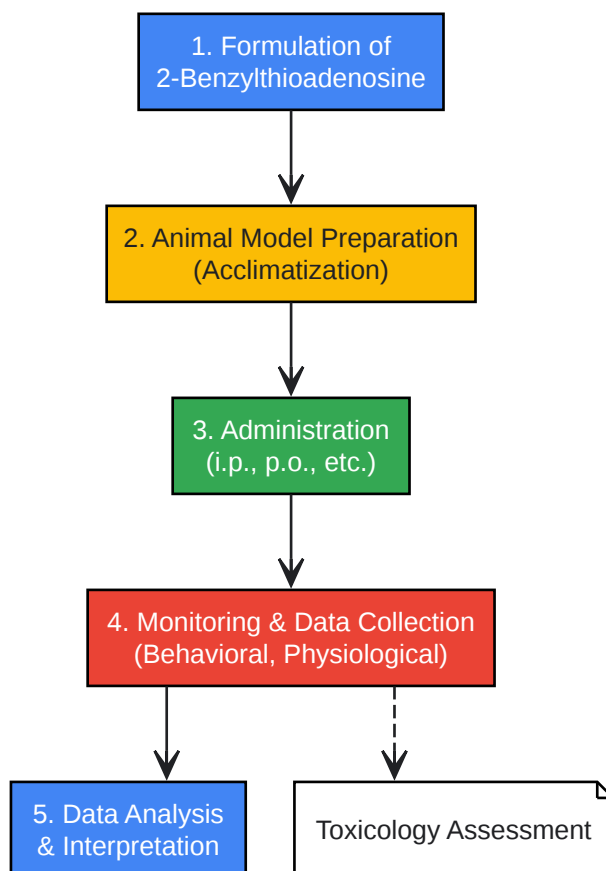 1. Formulation of
2-Benzylthioadenosine
2. Animal Model Preparation
(Acclimatization)
3. Administration
(i.p., p.o., etc.)
4. Monitoring & Data Collection
(Behavioral, Physiological)
5. Data Analysis
& Interpretation
Toxicology Assessment